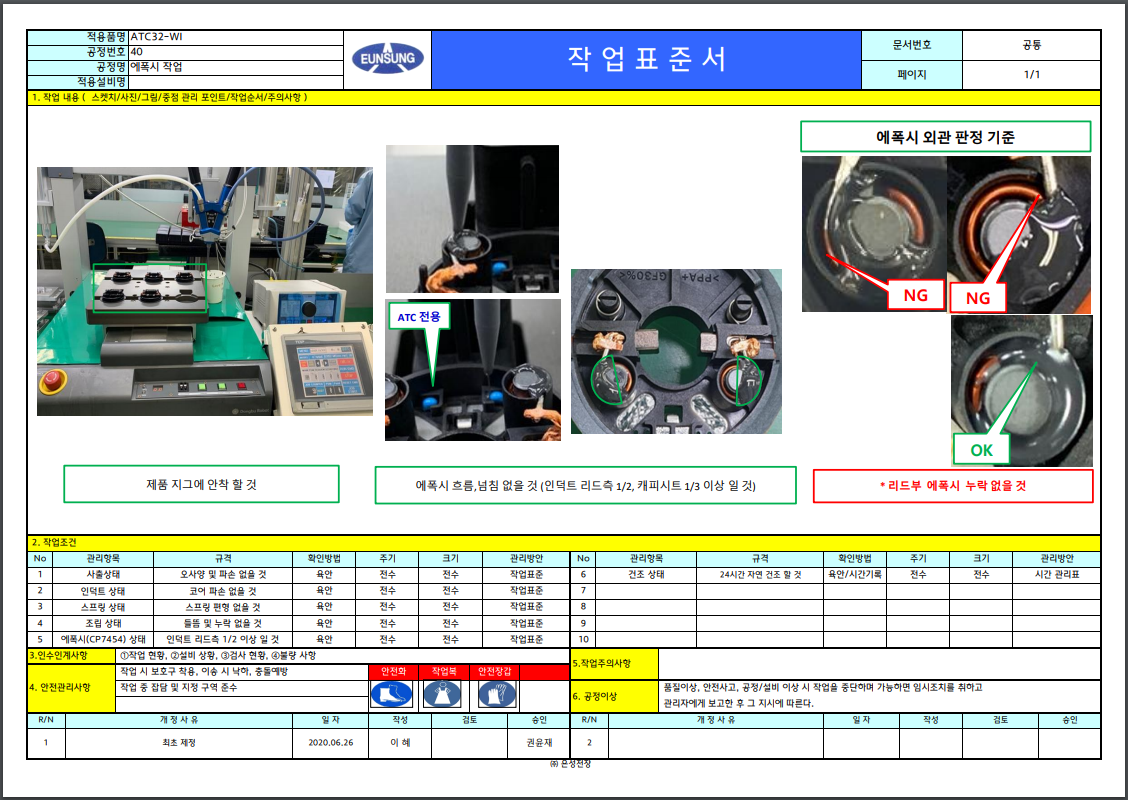 적용품명 ATC32-WI
공정번호 40
공정명 에폭시 작업
적용설비명
EUNSUNG
작 업 표 준 서
문서번호 공통
페이지 1/1
1. 작업 내용 ( 스켓치/사진/그림/중점 관리 포인트/작업순서/주의사항 )
에폭시 외관 판정 기준
ATC 전용
>PPA+
GF30%<
NG
NG
OK
제품 지그에 안착 할 것
에폭시 흐름,넘침 없을 것 (인덕트 리드측 1/2, 캐피시트 1/3 이상 일 것)
* 리드부 에폭시 누락 없을 것
2. 작업조건
No 관리항목 규격 확인방법 주기 크기 관리방안 No 관리항목 규격 확인방법 주기 크기 관리방안
1 사출상태 오사양 및 파손 없을 것 육안 전수 전수 작업표준 6 건조 상태 24시간 자연 건조 할 것 육안/시간기록 전수 전수 시간 관리표
2 인덕트 상태 코어 파손 없을 것 육안 전수 전수 작업표준 7
3 스프링 상태 스프링 편형 없을 것 육안 전수 전수 작업표준 8
4 조립 상태 들뜸 및 누락 없을 것 육안 전수 전수 작업표준 9
5 에폭시(CP7454) 상태 인덕트 리드측 1/2 이상 일 것 육안 전수 전수 작업표준 10
3.인수인계사항 ①작업 현황, ②설비 상황, ③검사 현황, ④불량 사항
4. 안전관리사항
작업 시 보호구 착용, 이송 시 낙하, 충돌예방
작업 중 잡담 및 지정 구역 준수
안전화 작업복 안전장갑
5.작업주의사항
6. 공정이상
품질이상, 안전사고, 공정/설비 이상 시 작업을 중단하며 가능하면 임시조치를 취하고
관리자에게 보고한 후 그 지시에 따른다.
R/N 개 정 사 유 일 자 작성 검토 승인 R/N 개 정 사 유 일 자 작성 검토 승인
1 최초 제정 2020.06.26 이 혜 권윤재 2
㈜ 은성전장